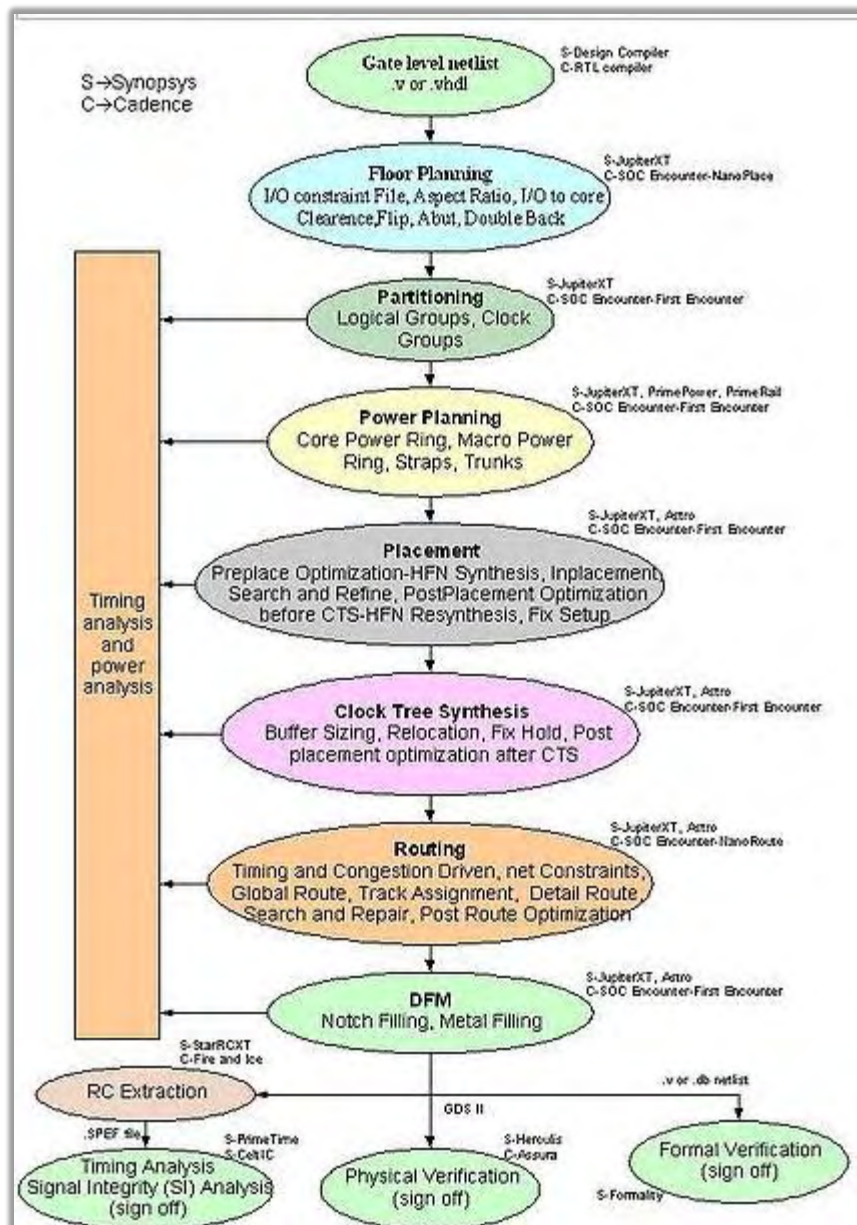 S→Synopsys
C→Cadence
Gate level netlist
.v or .vhdl
S-Design Compiler
C-RTL compiler
Floor Planning
I/O constraint File, Aspect Ratio, I/O to core
Clearence,Flip, Abut, Double Back
S-JupiterXT
C-SOC Encounter-NanoPlace
Partitioning
Logical Groups, Clock
Groups
S-JupiterXT
C-SOC Encounter-First Encounter
Power Planning
Core Power Ring, Macro Power
Ring, Straps, Trunks
S-JupiterXT, PrimePower, PrimeRail
C-SOC Encounter-First Encounter
Placement
Preplace Optimization-HFN Synthesis, Inplacement,
Search and Refine, PostPlacement Optimization
before CTS-HFN Resynthesis, Fix Setup
S-JupiterXT, Astro
C-SOC Encounter-First Encounter
Timing
analysis
and
power
analysis
Clock Tree Synthesis
Buffer Sizing, Relocation, Fix Hold, Post
placement optimization after CTS
S-JupiterXT, Astro
C-SOC Encounter-First Encounter
Routing
Timing and Congestion Driven, net Constraints,
Global Route, Track Assignment, Detail Route,
Search and Repair, Post Route Optimization
S-JupiterXT, Astro
C-SOC Encounter-NanoRoute
DFM
Notch Filling, Metal Filling
S-JupiterXT, Astro
C-SOC Encounter-First Encounter
S-StarRCXT
C-Fire and Ice
RC Extraction
.SPEF file
GDS II
.v or .db netlist
S-PrimeTime
S-CeltIC
Timing Analysis
Signal Integrity (SI) Analysis
(sign off)
S-Herculis
C-Assura
Physical Verification
(sign off)
Formal Verification
(sign off)
S-Formality